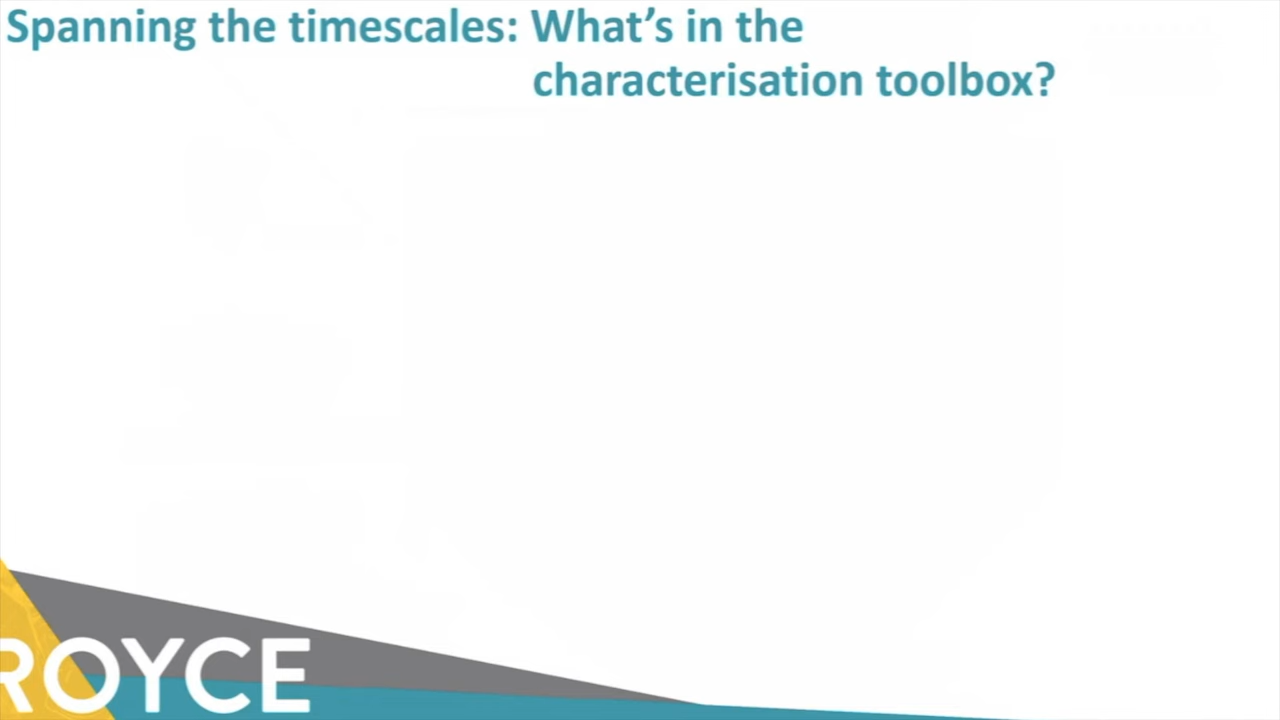 Spanning the timescales: What's in the
characterisation toolbox?
ROYCE